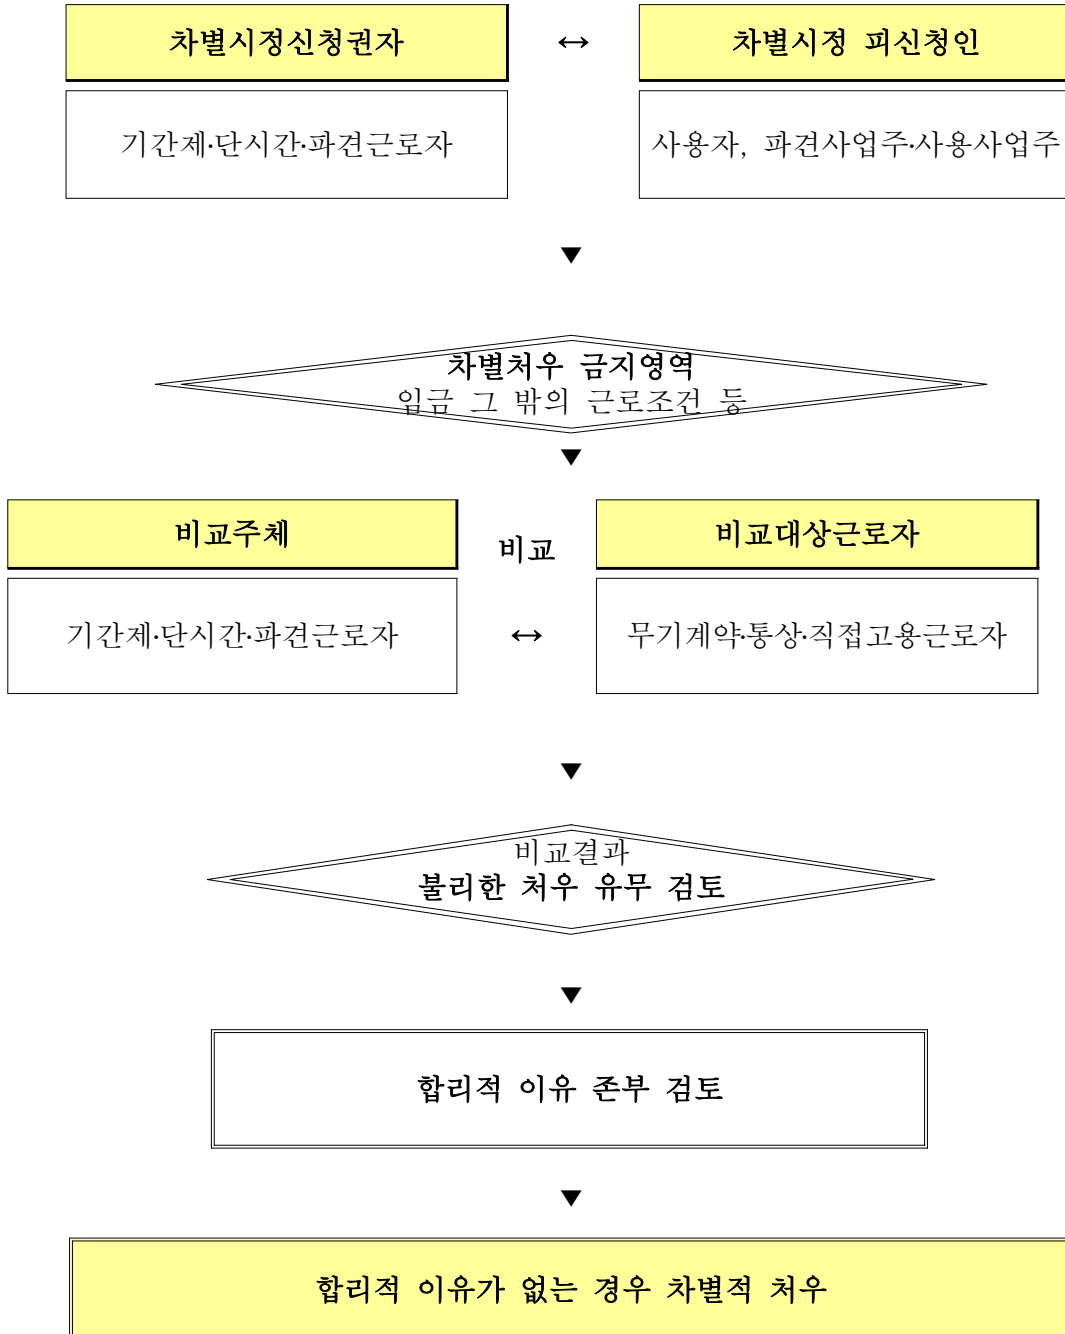 차별시정신청권자 ↔ 차별시정 피신청인
기간제·단시간·파견근로자
사용자, 파견사업주·사용사업주
▼
차별처우 금지영역
임금 그 밖의 근로조건 등
▼
비교주체
비교
비교대상근로자
기간제·단시간·파견근로자 ↔ 무기계약·통상·직접고용근로자
▼
비교결과
불리한 처우 유무 검토
▼
합리적 이유 존부 검토
▼
합리적 이유가 없는 경우 차별적 처우